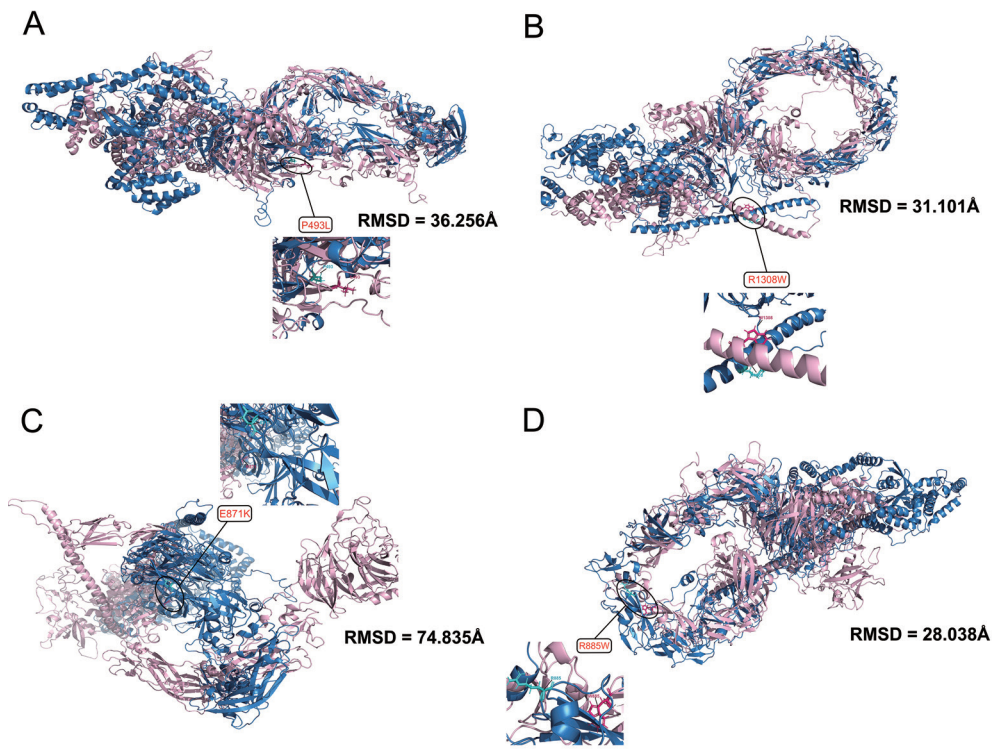 A
B
P493L
RMSD = 36.256Å
RMSD = 31.101Å
R1308W
C
D
E871K
RMSD = 74.835Å
R885W
RMSD = 28.038Å